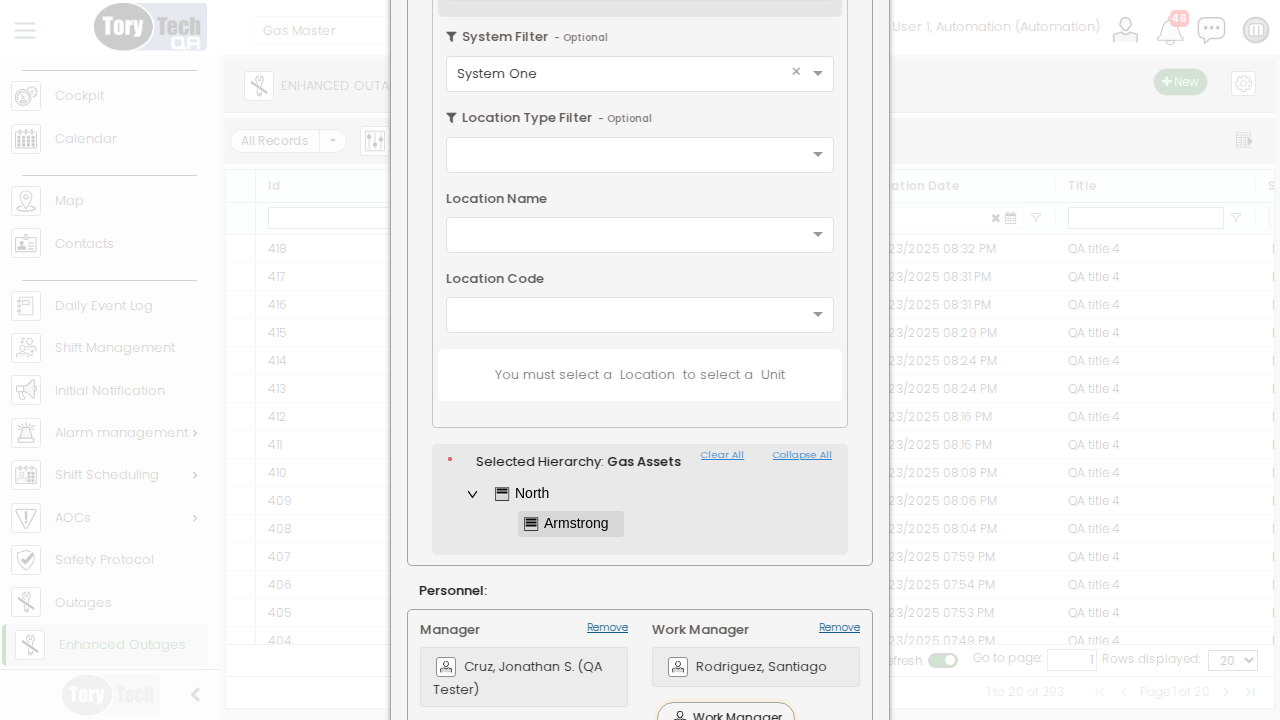 Tory Tech
QA
Gas Master
User 1, Automation (Automation)
46
m
Cockpit
Calendar
Map
Contacts
Daily Event Log
Shift Management
Initial Notification
Alarm management
Shift Scheduling
AOCs
Safety Protocol
Outages
Enhanced Outages
Tory Tech
ENHANCED OUTA
New
All Records
Id
ation Date
Title
S
418
23/2025 08:32 PM
QA title 4
417
23/2025 08:31 PM
QA title 4
416
23/2025 08:31 PM
QA title 4
415
23/2025 08:29 PM
QA title 4
414
23/2025 08:24 PM
QA title 4
413
23/2025 08:24 PM
QA title 4
412
23/2025 08:16 PM
QA title 4
411
23/2025 08:16 PM
QA title 4
410
23/2025 08:08 PM
QA title 4
409
23/2025 08:06 PM
QA title 4
408
23/2025 08:04 PM
QA title 4
407
23/2025 07:59 PM
QA title 4
406
23/2025 07:54 PM
QA title 4
405
23/2025 07:53 PM
QA title 4
404
23/2025 07:49 PM
QA title 4
efresh
Go to page: 1
Rows displayed: 20
1 to 20 of 393
Page 1 of 20
System Filter - Optional
System One
Location Type Filter - Optional
Location Name
Location Code
You must select a Location to select a Unit
Selected Hierarchy: Gas Assets
Clear All
Collapse All
North
Armstrong
Personnel:
Manager
Remove
Cruz, Jonathan S. (QA
Tester)
Work Manager
Remove
Rodriguez, Santiago
Work Manager